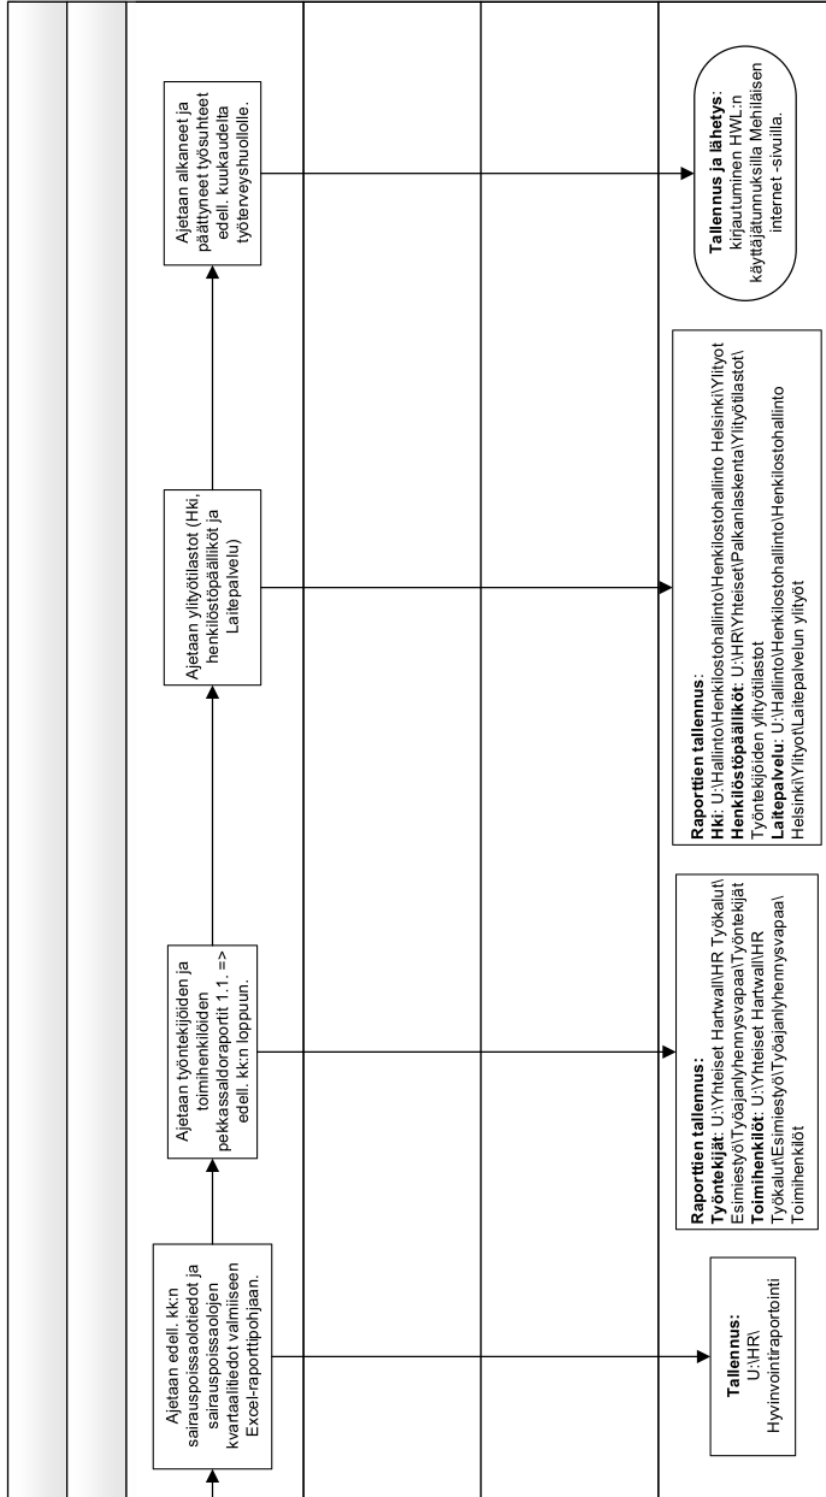 Ajetaan edell. kk:n
sairauspoissaolotiedot ja
sairauspoissaolojen
kvartaalitiedot valmiiseen
Excel-raporttipohjaan.
Ajetaan työntekijöiden ja
toimihenkilöiden
pekkassaldoraportit 1.1. =>
edell. kk:n loppuun.
Ajetaan ylityötilastot (Hki,
henkilöstöpäälliköt ja
Laitepalvelu)
Ajetaan alkaneet ja
päättyneet työsuhteet
edell. kuukaudelta
työterveyshuollolle.
Tallennus:
U:\HR\
Hyvinvointiraportointi
Raporttien tallennus:
Työntekijät: U:\Yhteiset Hartwall\HR Työkalut\
Esimiestyö\Työajanlyhennysvapaa\Työntekijät
Toimihenkilöt: U:\Yhteiset Hartwall\HR
Työkalut\Esimiestyö\Työajanlyhennysvapaa\
Toimihenkilöt
Raporttien tallennus:
Hki: U:\Hallinto\Henkilostohallinto\Henkilostohallinto Helsinki\Ylityot
Henkilöstöpäälliköt: U:\HR\Yhteiset\Palkanlaskenta\Ylityötilastot\
Työntekijöiden ylityötilastot
Laitepalvelu: U:\Hallinto\Henkilostohallinto\Henkilostohallinto
Helsinki\Ylityot\Laitepalvelun ylityöt
Tallennus ja lähetys:
kirjautuminen HWL:n
käyttäjätunnuksilla Mehiläisen
internet -sivuilla.